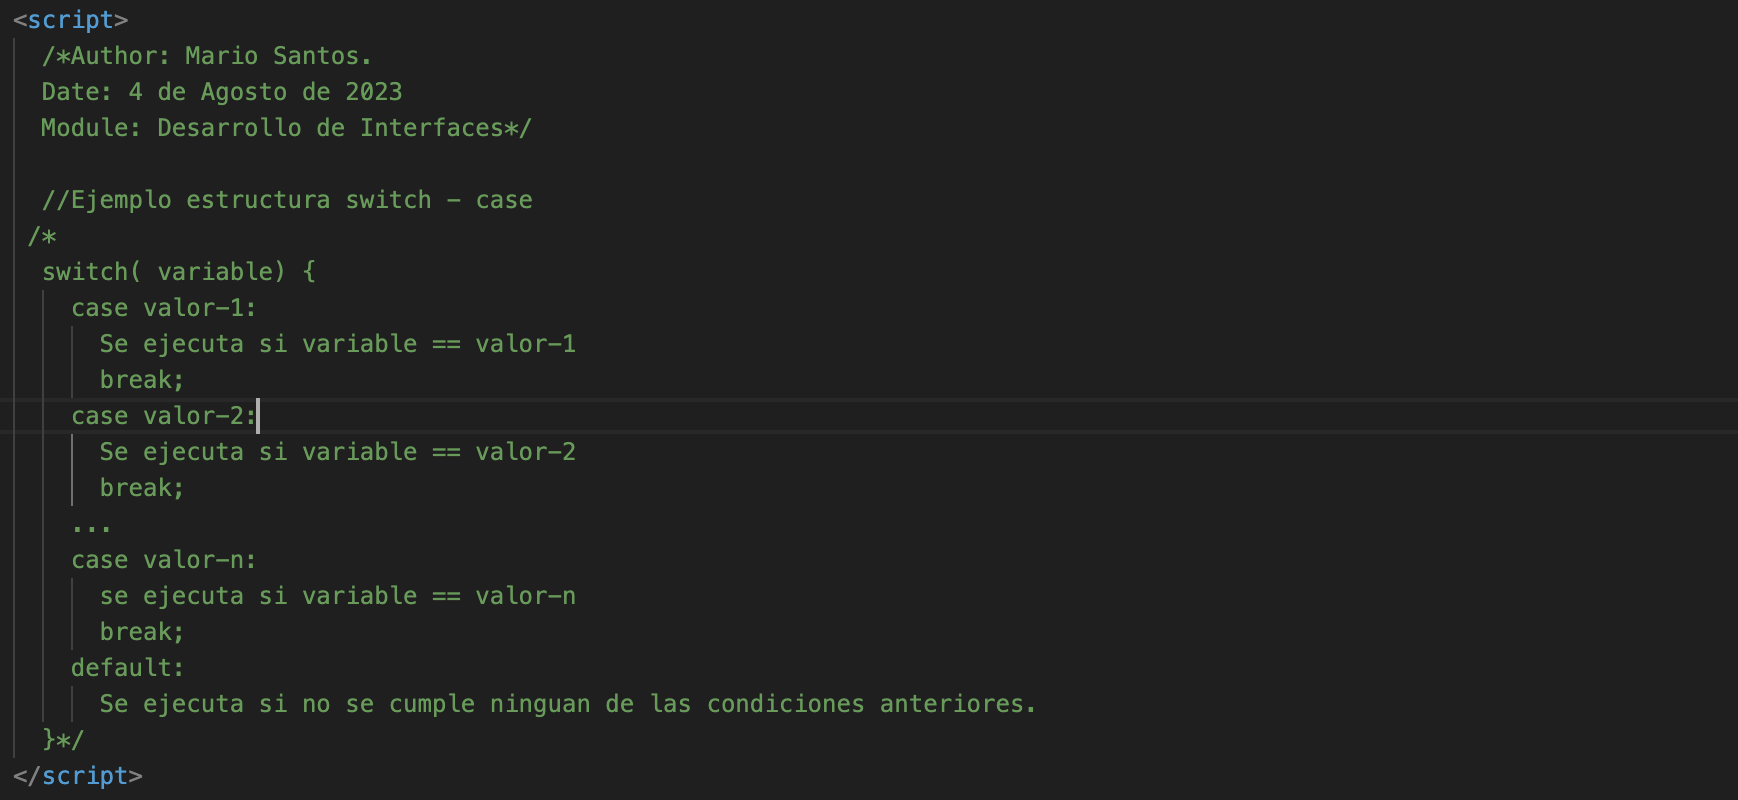 <script>
/*Author: Mario Santos.
Date: 4 de Agosto de 2023
Module: Desarrollo de Interfaces*/
//Ejemplo estructura switch - case
/*
switch( variable) {
case valor-1:
Se ejecuta si variable == valor-1
break;
case valor-2:
Se ejecuta si variable == valor-2
break;
...
case valor-n:
se ejecuta si variable == valor-n
break;
default:
Se ejecuta si no se cumple ninguan de las condiciones anteriores.
}*/
</script>